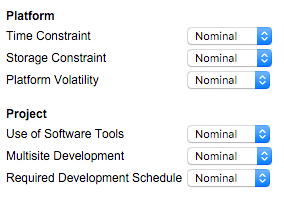 Platform
Time Constraint Nominal
Storage Constraint Nominal
Platform Volatility Nominal
Project
Use of Software Tools Nominal
Multisite Development Nominal
Required Development Schedule Nominal